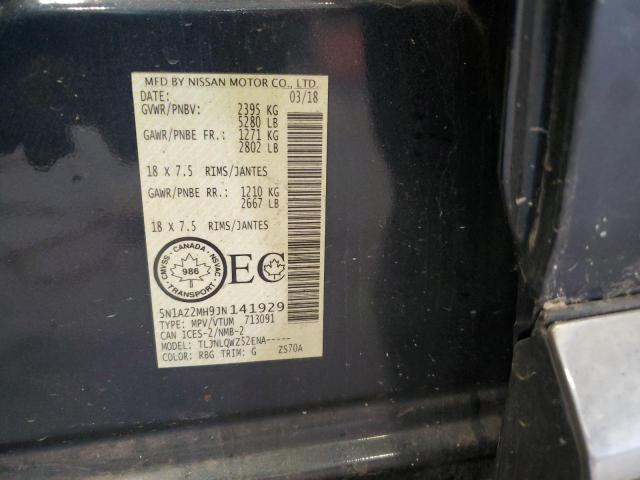 MFD BY NISSAN MOTOR CO., LTD.
DATE: 03/18
GVWR/PNBV: 2395 KG
5280 LB
GAWR/PNBE FR.: 1271 KG
2802 LB
18 X 7.5 RIMS/JANTES
GAWR/PNBE RR.: 1210 KG
2667 LB
18 X 7.5 RIMS/JANTES
CMVSS - CANADA - NSVAC
986
TRANSPORT
EC
5N1AZ2MH9JN141929
TYPE: MPV/VTUM 713091
CAN ICES-2/NMB-2
MODEL: TLJNLQWZ52ENA-----
COLOR: RBG TRIM: G ZS70A